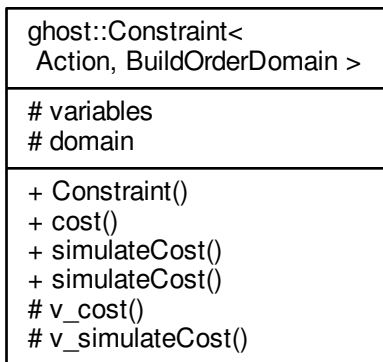 ghost::Constraint<
Action, BuildOrderDomain >
# variables
# domain
+ Constraint()
+ cost()
+ simulateCost()
+ simulateCost()
# v_cost()
# v_simulateCost()